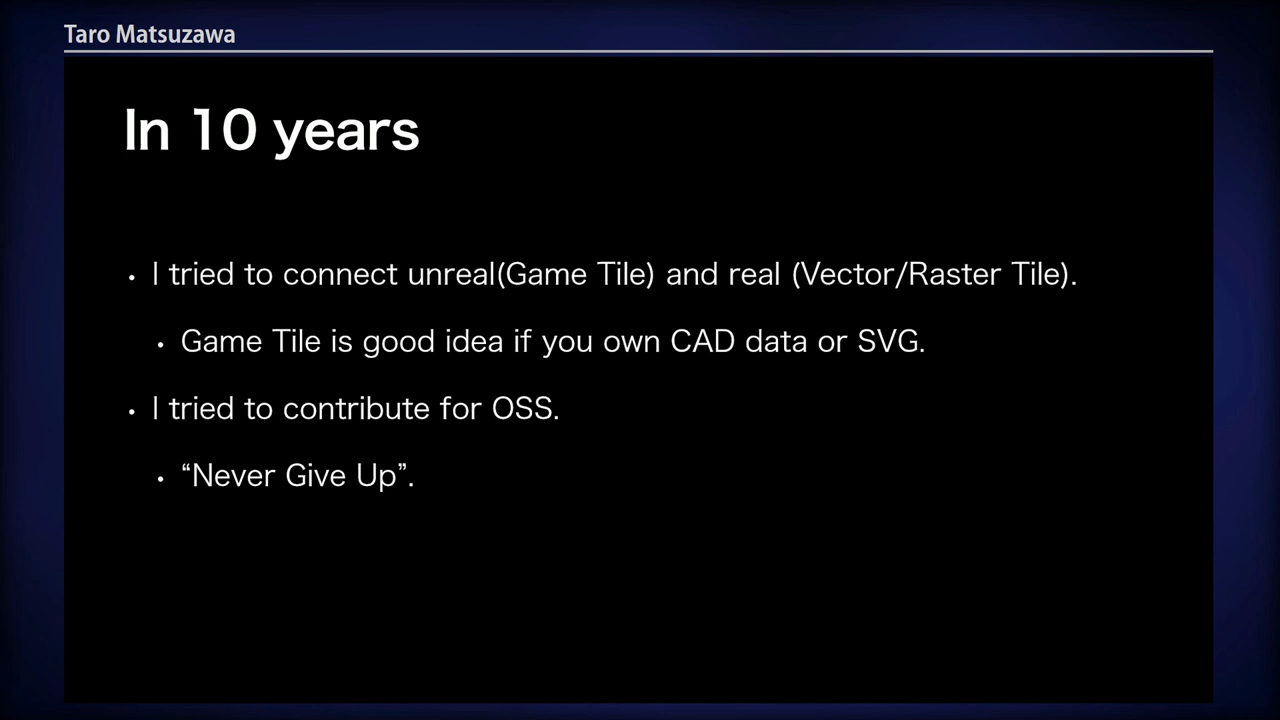 Taro Matsuzawa
In 10 years
• I tried to connect unreal(Game Tile) and real (Vector/Raster Tile).
• Game Tile is good idea if you own CAD data or SVG.
• I tried to contribute for OSS.
• “Never Give Up”.